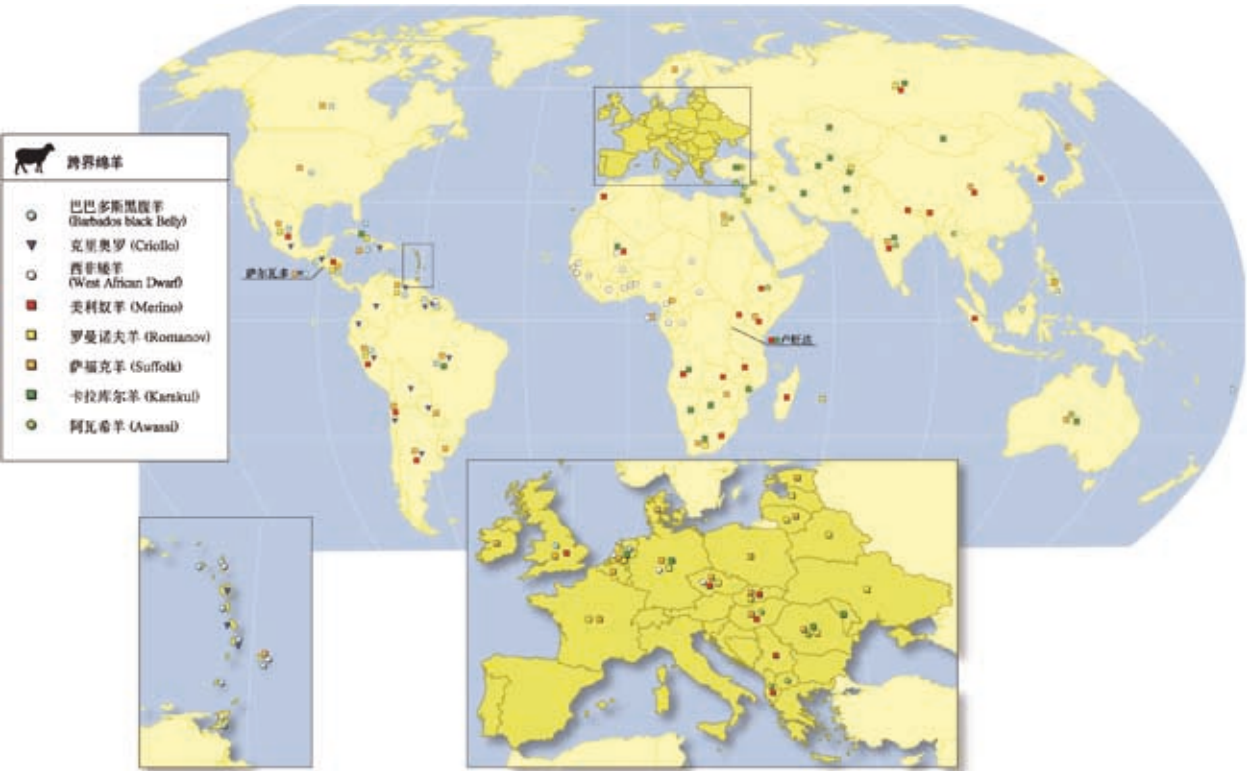 跨界绵羊
巴巴多斯黑腹羊
(Barbados black Belly)
克里奥罗 (Criollo)
西非矮羊
(West African Dwarf)
美利奴羊 (Merino)
罗曼诺夫羊 (Romanov)
萨福克羊 (Suffolk)
卡拉库尔羊 (Karakul)
阿瓦希羊 (Awassi)
萨尔瓦多
卢旺达